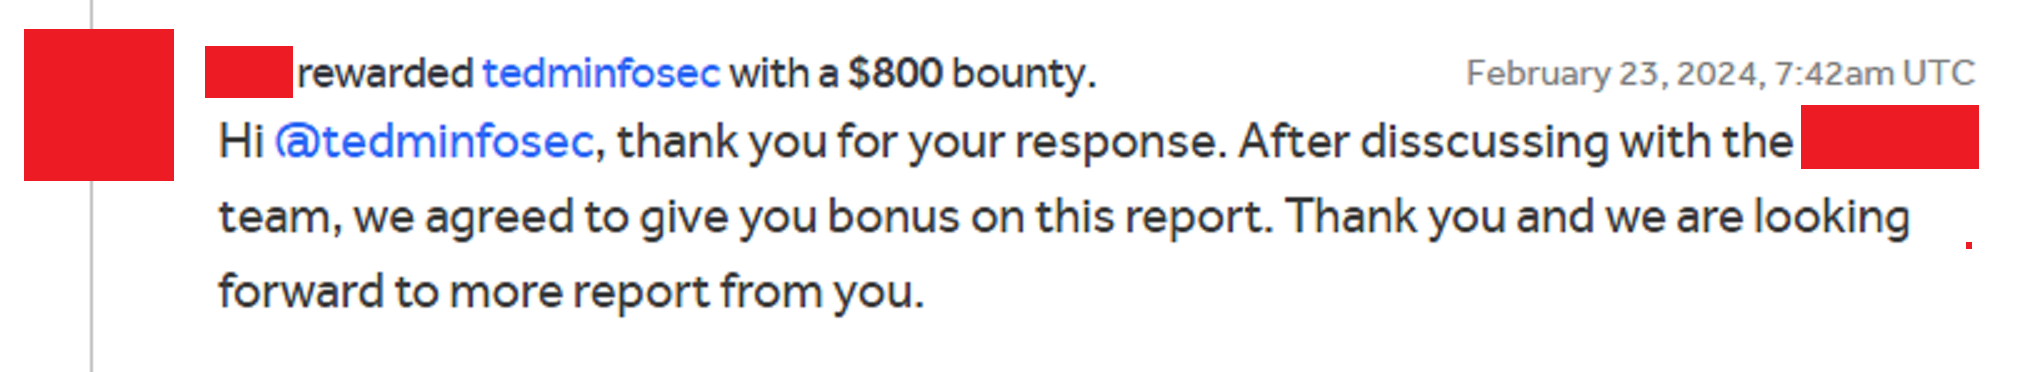 rewarded tedminfosec with a $800 bounty.
February 23, 2024, 7:42am UTC
Hi @tedminfosec, thank you for your response. After disscussing with the
team, we agreed to give you bonus on this report. Thank you and we are looking
forward to more report from you.